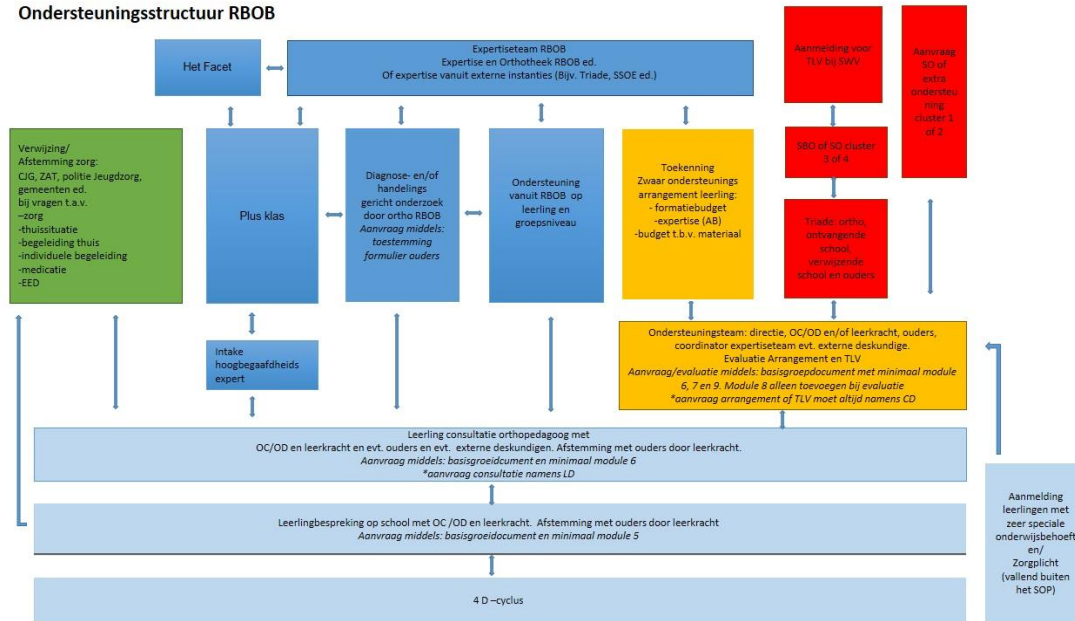 Ondersteuningsstructuur RBOB
Het Facet
Expertiseteam RBOB
Expertise en Orthotheek RBOB ed.
Of expertise vanuit externe instanties (Bijv. Triade, SSOE ed.)
Aanmelding voor
TLV bij SWV
Aanvraag
SO of
extra
ondersteu
ning
cluster 1
of 2
Verwijzing/
Afstemming zorg:
CJG, ZAT, politie Jeugdzorg,
gemeenten ed.
bij vragen t.a.v.
–zorg
-thuissituatie
-begeleiding thuis
-individuele begeleiding
-medicatie
-EED
Plus klas
Diagnose- en/of
handelings
gericht onderzoek
door ortho RBOB
Aanvraag middels:
toestemming
formulier ouders
Ondersteuning
vanuit RBOB op
leerling en
groepsniveau
Toekenning
Zwaar ondersteunings
arrangement leerling:
- formatiebudget
-expertise (AB)
-budget t.b.v. materiaal
SBO of SO cluster
3 of 4
Triade: ortho,
ontvangende
school,
verwijzende
school en ouders
Intake
hoogbegaafdheids
expert
Ondersteuningsteam: directie, OC/OD en/of leerkracht, ouders,
coordinator expertiseteam evt. externe deskundige.
Evaluatie Arrangement en TLV
Aanvraag/evaluatie middels: basisgroepdocument met minimaal module
6, 7 en 9. Module 8 alleen toevoegen bij evaluatie
*aanvraag arrangement of TLV moet altijd namens CD
Leerling consultatie orthopedagoog met
OC/OD en leerkracht en evt. ouders en evt. externe deskundigen. Afstemming met ouders door leerkracht.
Aanvraag middels: basisgroeidcument en minimaal module 6
*aanvraag consultatie namens LD
Leerlingbespreking op school met OC /OD en leerkracht. Afstemming met ouders door leerkracht
Aanvraag middels: basisgroeidocument en minimaal module 5
4 D –cyclus
Aanmelding
leerlingen met
zeer speciale
onderwijsbehoeft
en/
Zorgplicht
(vallend buiten
het SOP)